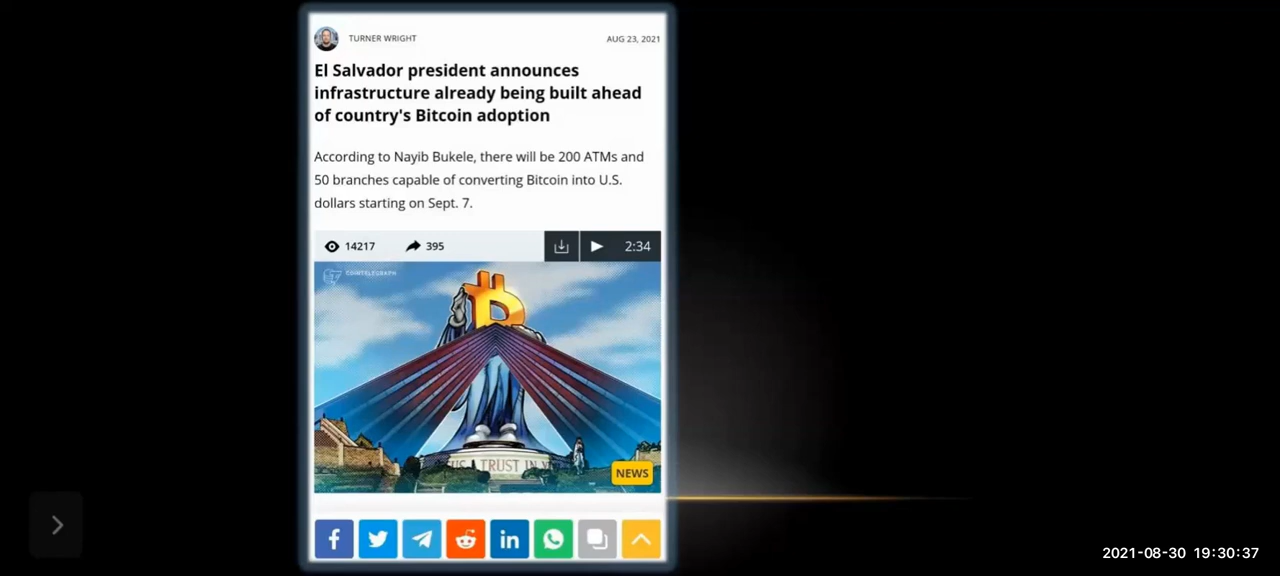 TURNER WRIGHT
AUG 23, 2021
El Salvador president announces
infrastructure already being built ahead
of country's Bitcoin adoption
According to Nayib Bukele, there will be 200 ATMs and
50 branches capable of converting Bitcoin into U.S.
dollars starting on Sept. 7.
14217
395
2:34
COINTELEGRAPH
TRUST IN
NEWS
2021-08-30 19:30:37